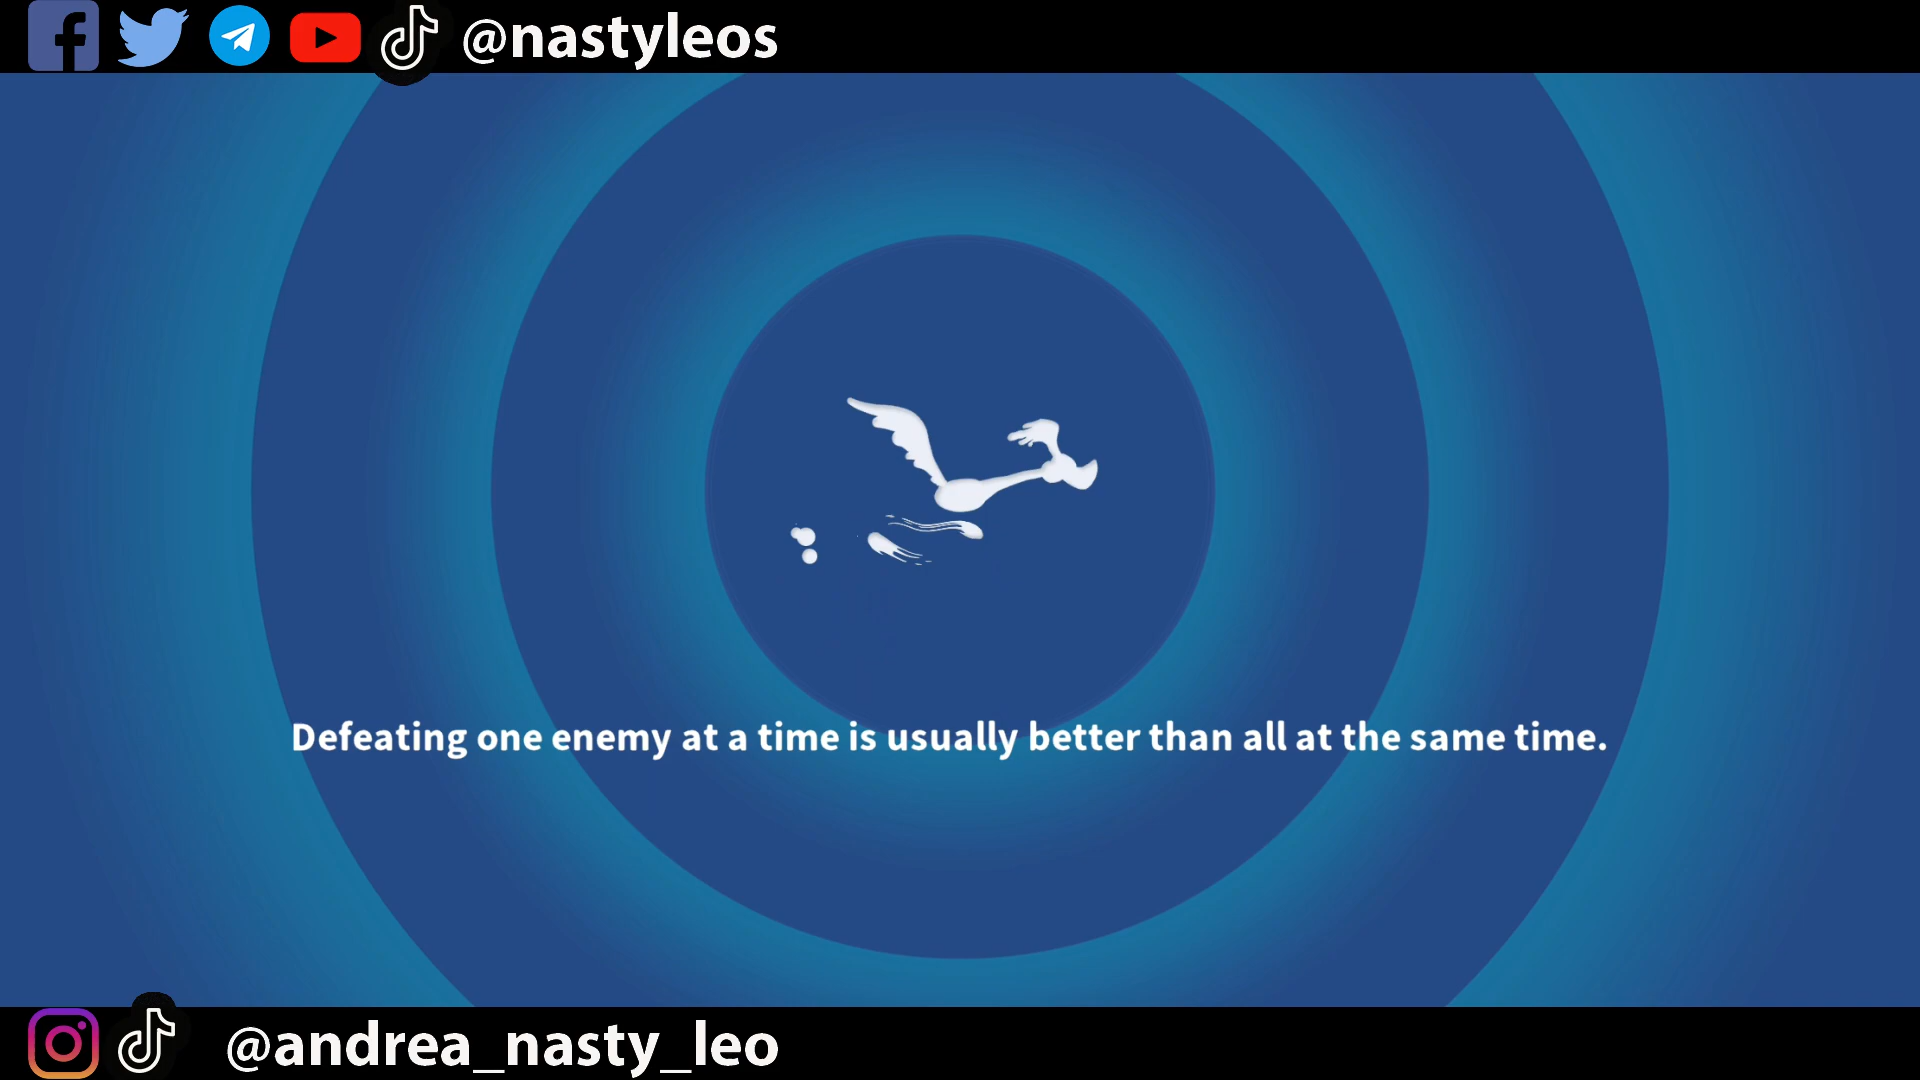 @nastyleos
Defeating one enemy at a time is usually better than all at the same time.
@andrea_nasty_leo